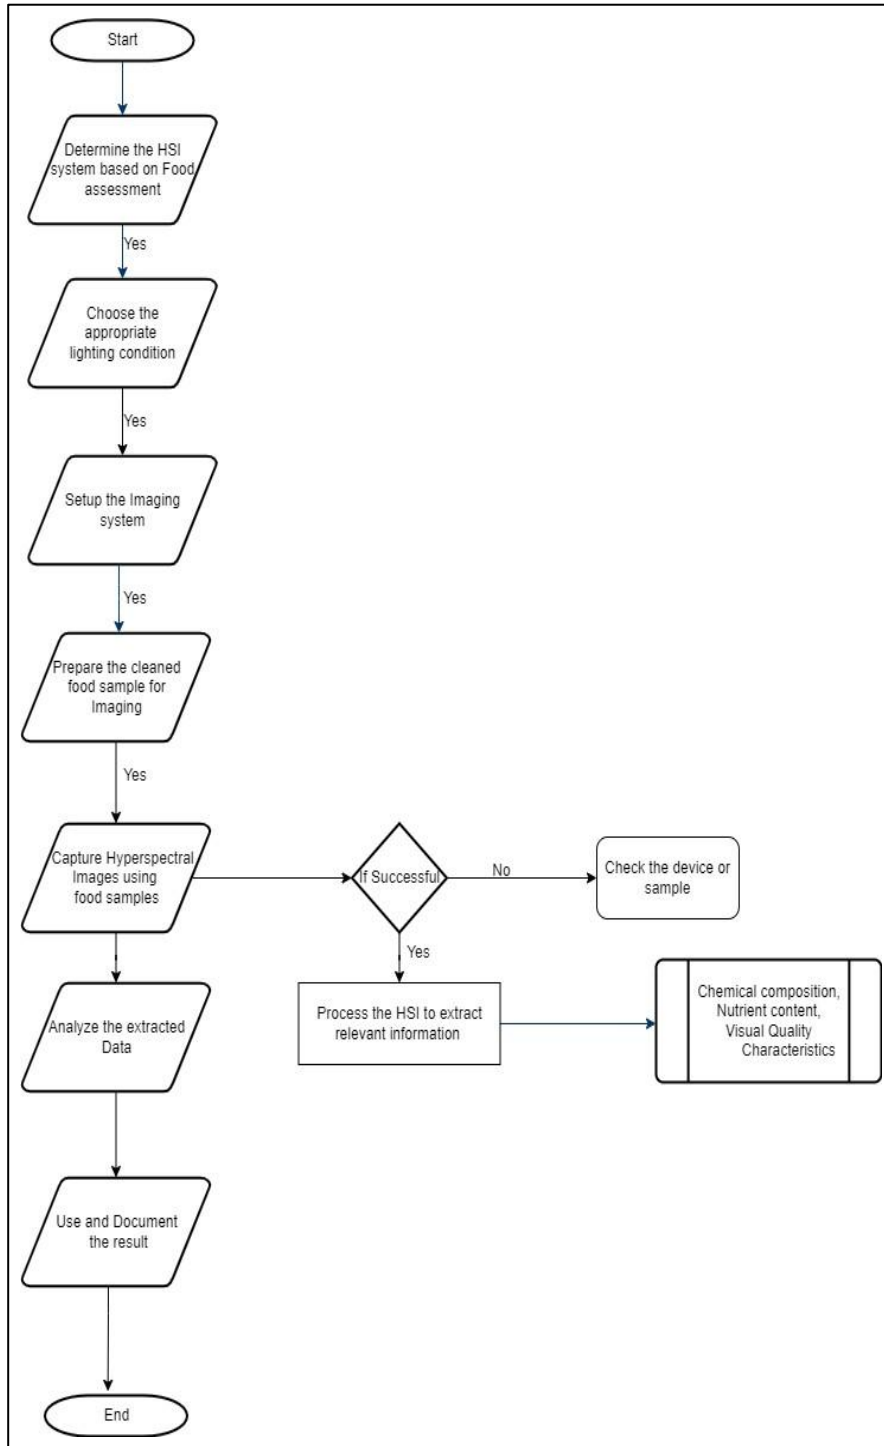 Start
Determine the HSI
system based on Food
assessment
Yes
Choose the
appropriate
lighting condition
Yes
Setup the Imaging
system
Yes
Prepare the cleaned
food sample for
Imaging
Yes
Capture Hyperspectral
Images using
food samples
If Successful
No
Check the device or
sample
Yes
Process the HSI to extract
relevant information
Chemical composition,
Nutrient content,
Visual Quality
Characteristics
Analyze the extracted
Data
Use and Document
the result
End